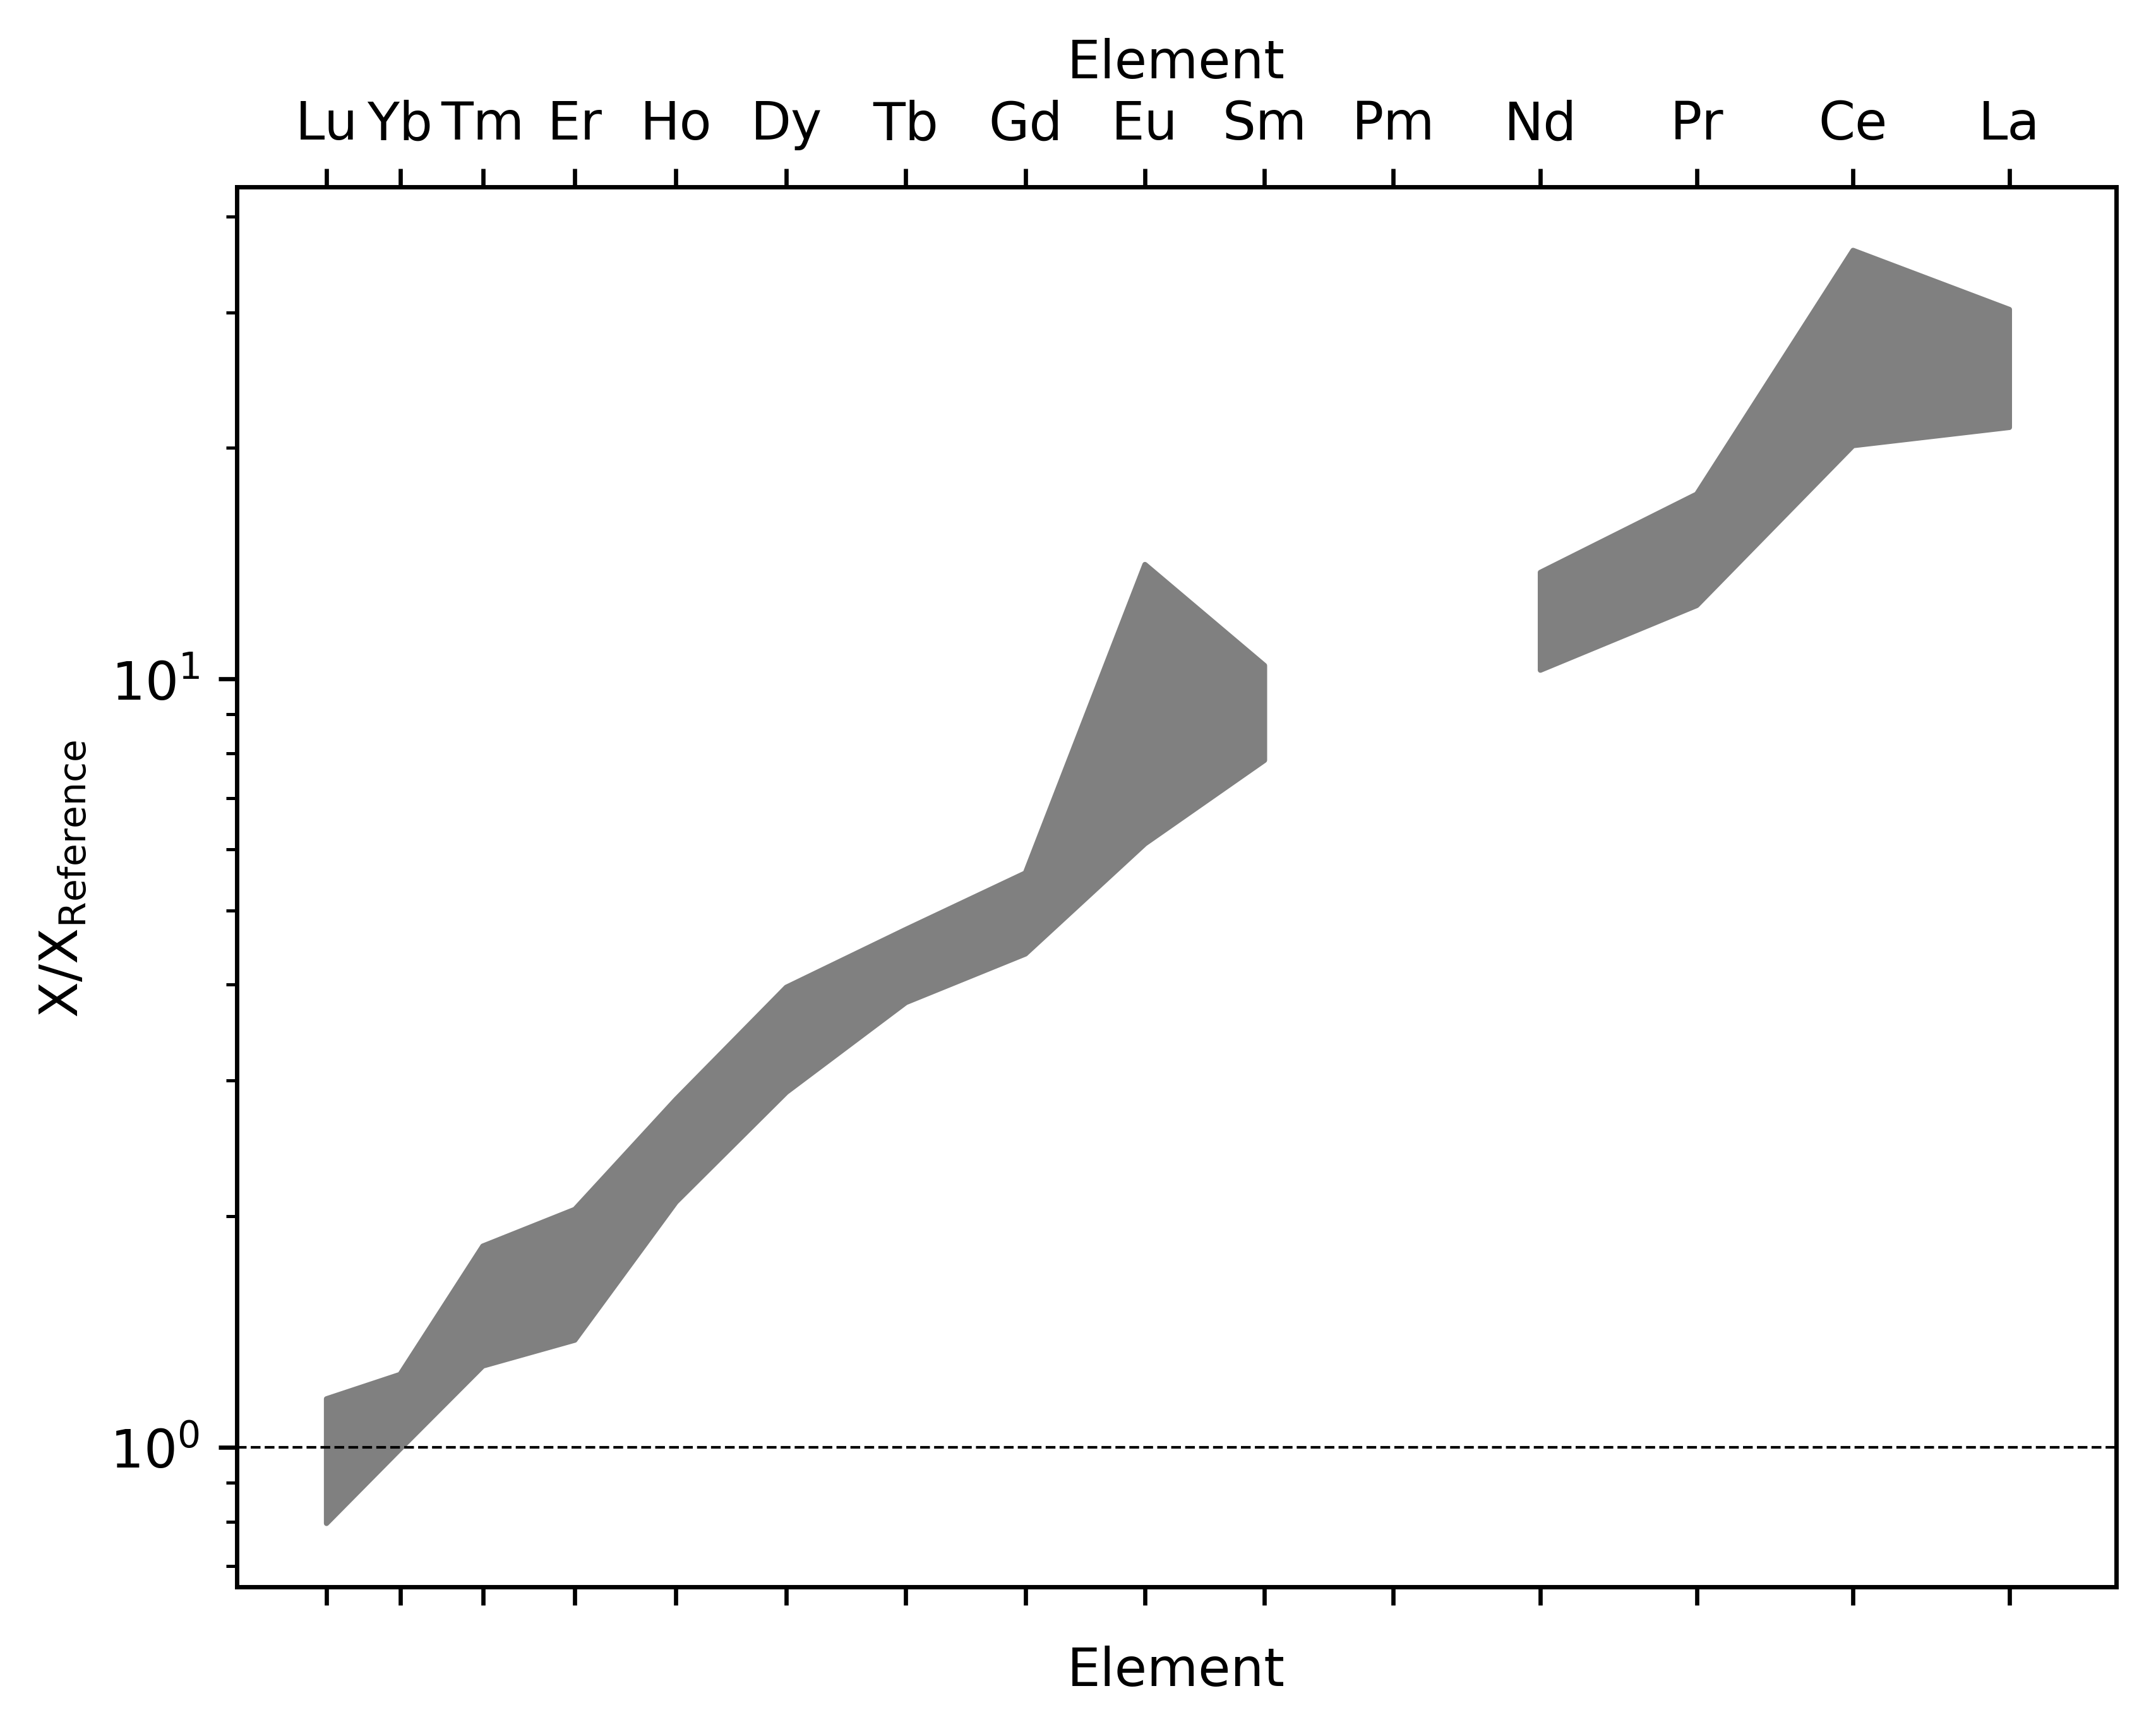 Element
Lu Yb Tm Er Ho Dy Tb Gd Eu Sm Pm Nd Pr Ce La
10¹
X/X_Reference
10⁰
Element